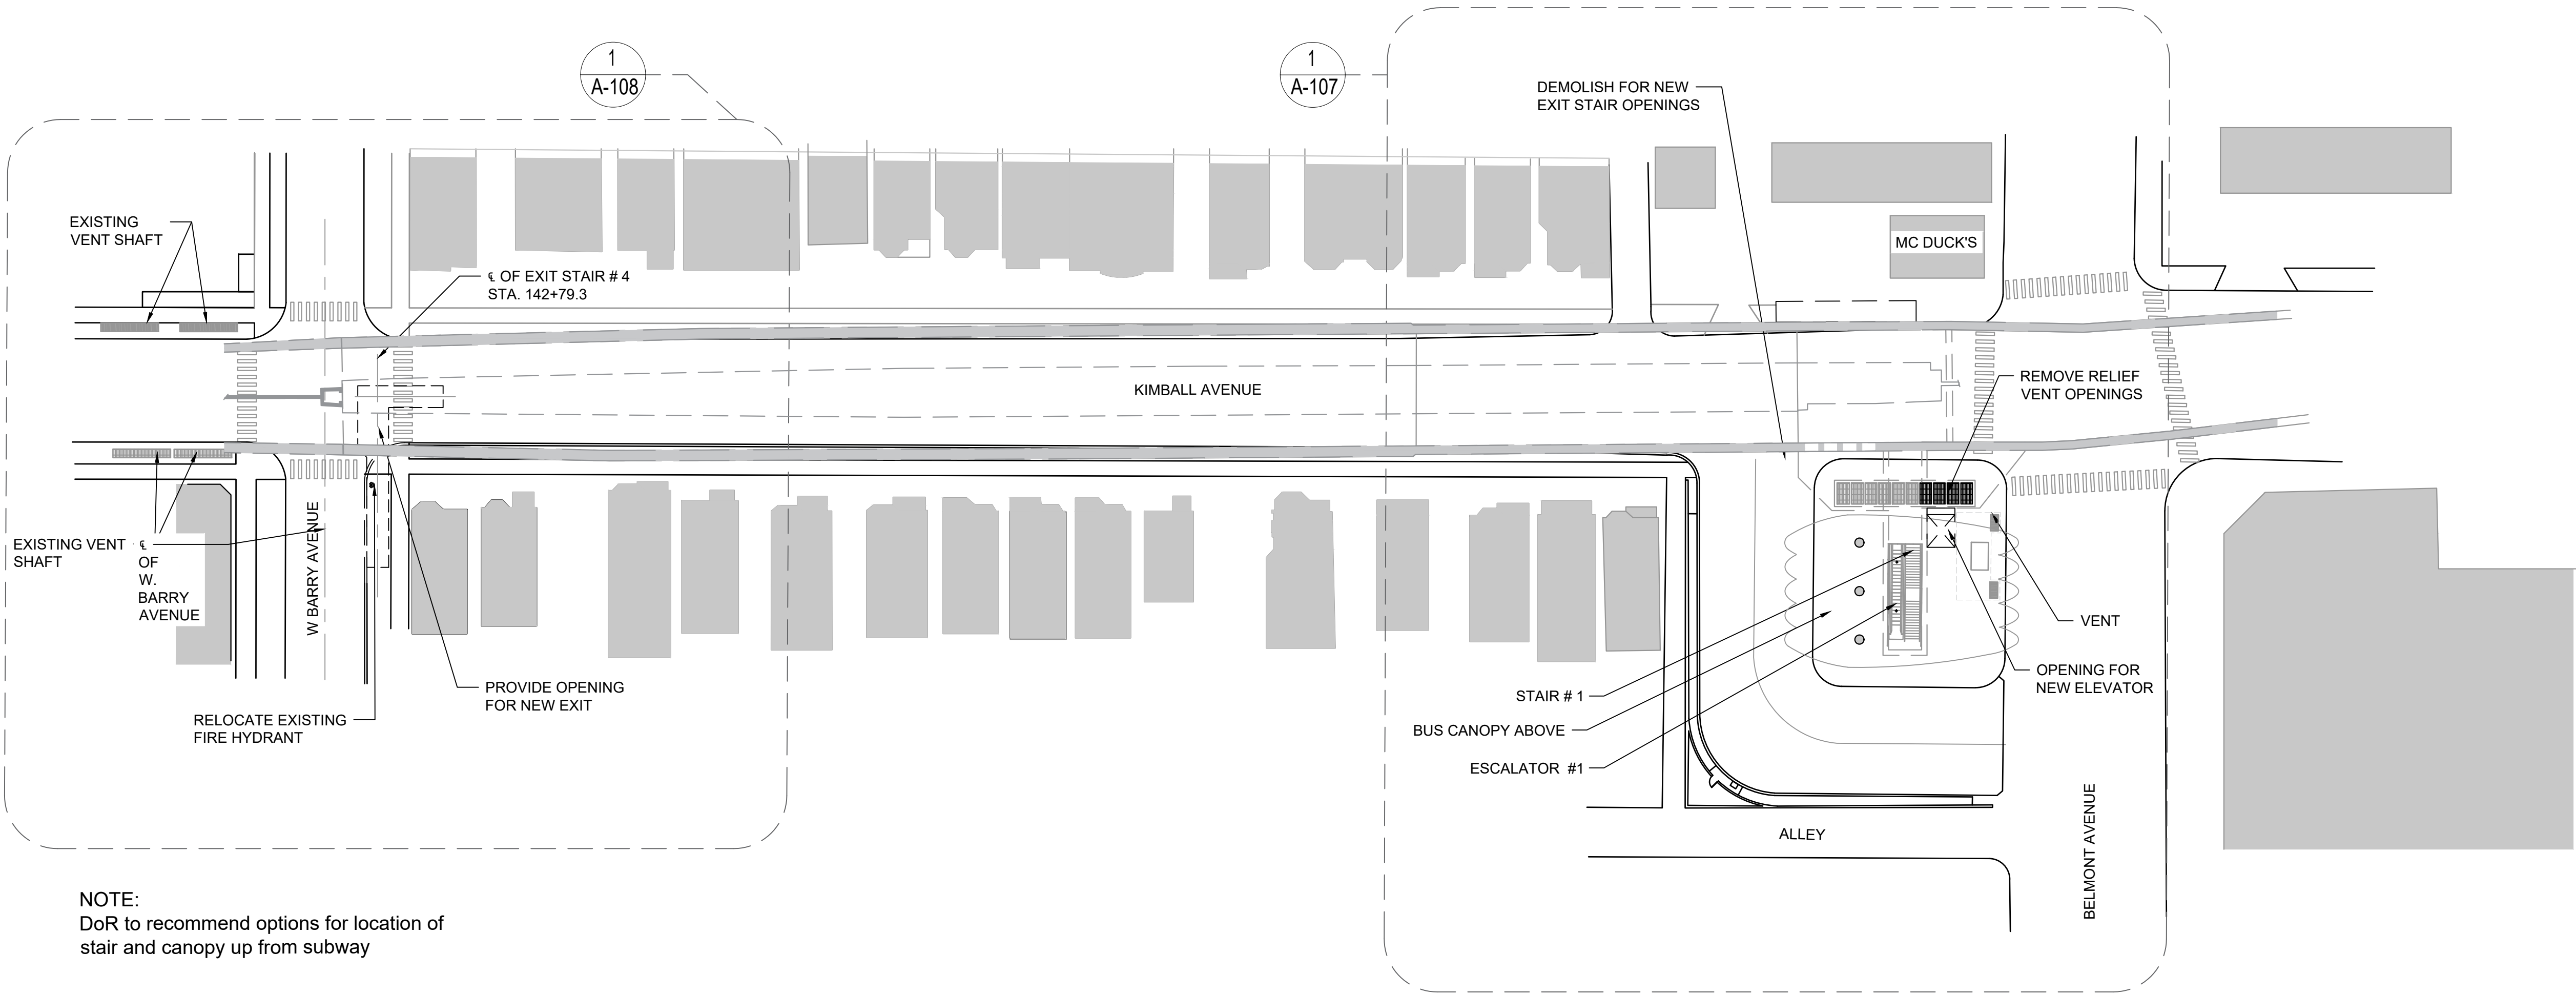 1
A-108
1
A-107
DEMOLISH FOR NEW
EXIT STAIR OPENINGS
EXISTING
VENT SHAFT
MC DUCK'S
℄ OF EXIT STAIR # 4
STA. 142+79.3
KIMBALL AVENUE
REMOVE RELIEF
VENT OPENINGS
EXISTING VENT
SHAFT
℄
OF
W.
BARRY
AVENUE
W BARRY AVENUE
VENT
OPENING FOR
NEW ELEVATOR
PROVIDE OPENING
FOR NEW EXIT
STAIR # 1
RELOCATE EXISTING
FIRE HYDRANT
BUS CANOPY ABOVE
ESCALATOR #1
ALLEY
BELMONT AVENUE
NOTE:
DoR to recommend options for location of
stair and canopy up from subway